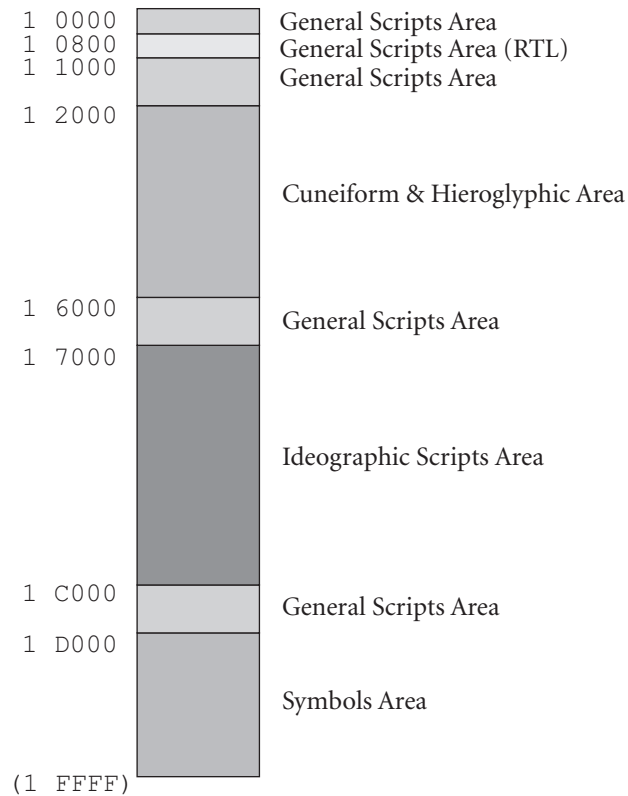 1 0000 General Scripts Area
1 0800 General Scripts Area (RTL)
1 1000 General Scripts Area
1 2000
Cuneiform & Hieroglyphic Area
1 6000 General Scripts Area
1 7000
Ideographic Scripts Area
1 C000 General Scripts Area
1 D000
Symbols Area
(1 FFFF)